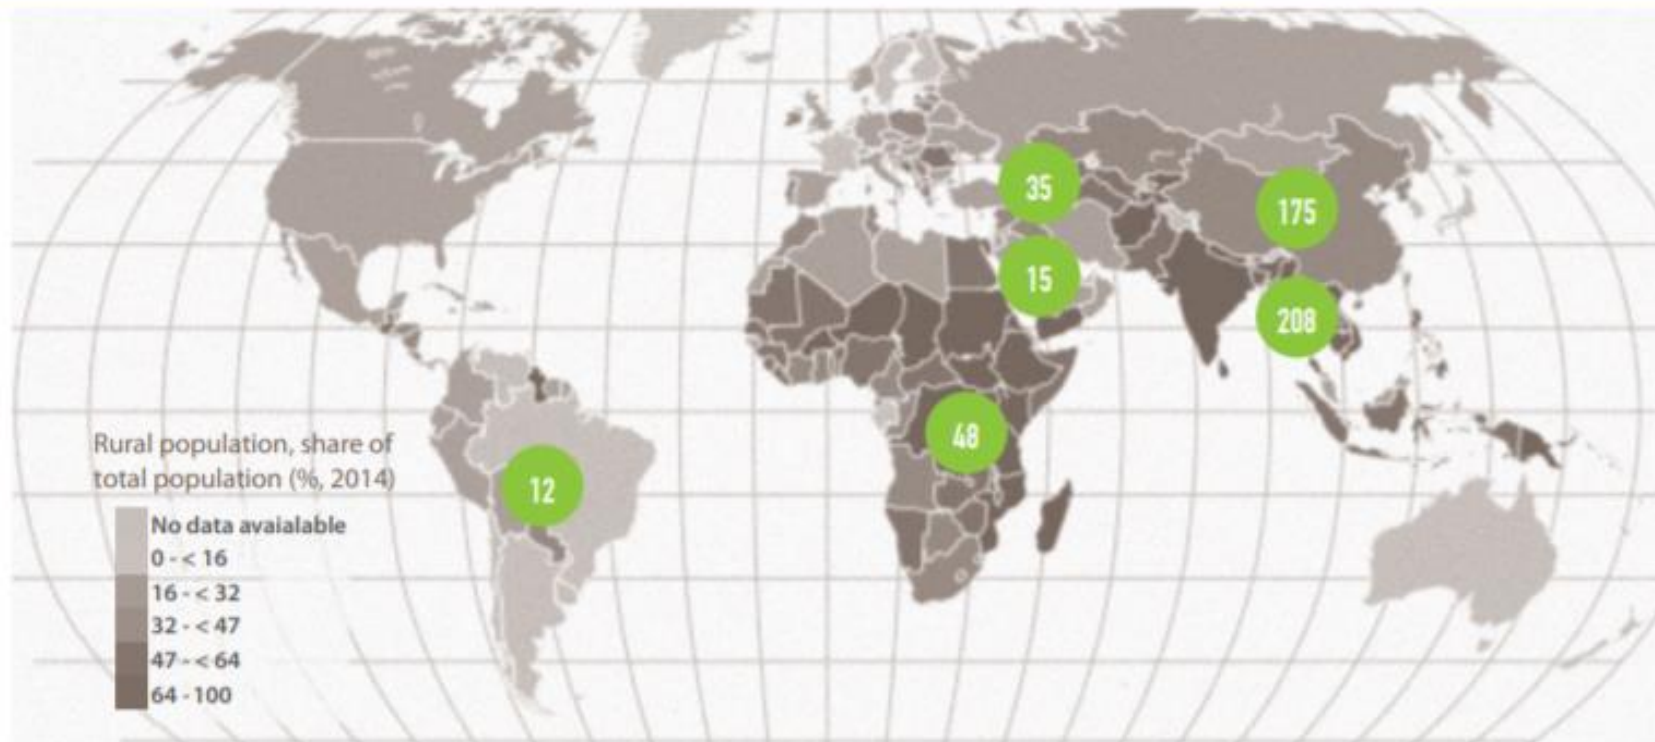 35
175
15
208
48
12
Rural population, share of
total population (%, 2014)
No data avaialable
0 - < 16
16 - < 32
32 - < 47
47 - < 64
64 - 100